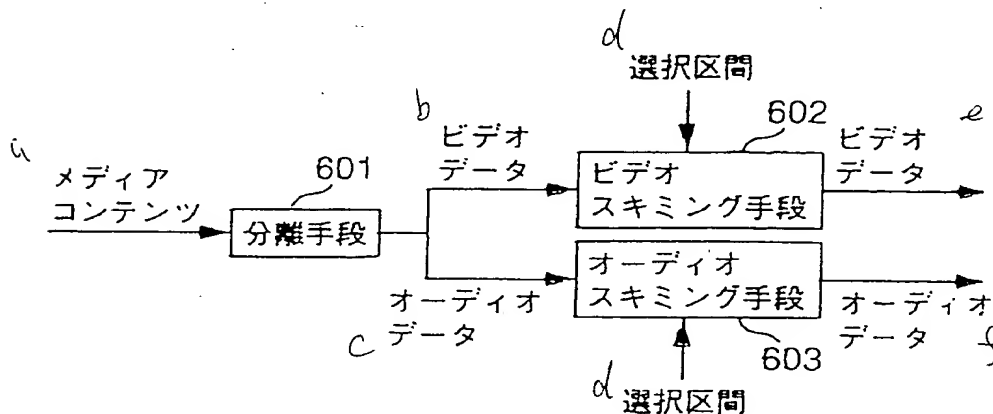 d
選択区間
602
b
ビデオ
データ
ビデオ
スキミング手段
ビデオ
データ
e
a
メディア
コンテンツ
601
分離手段
オーディオ
データ
c
オーディオ
スキミング手段
オーディオ
データ
603
d
選択区間